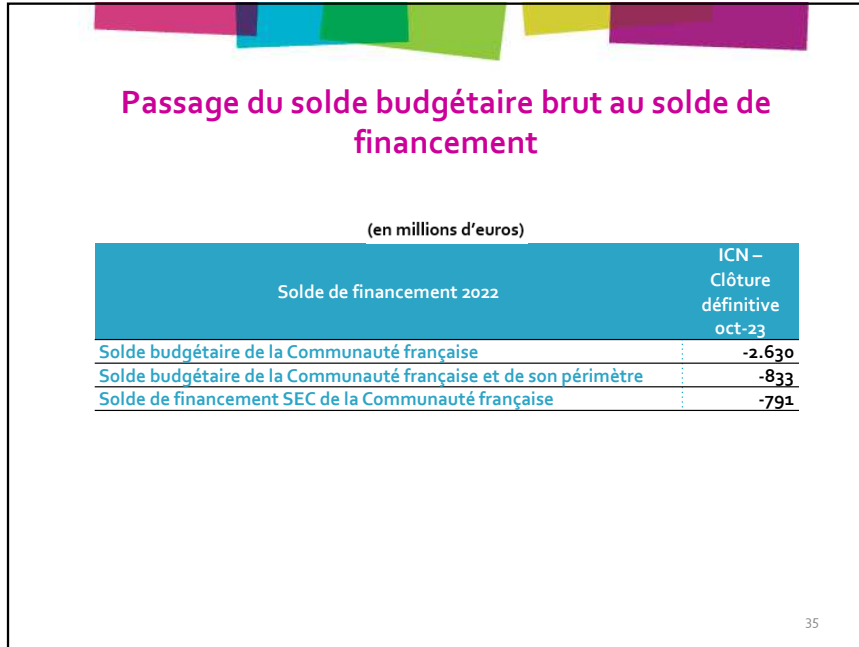 Passage du solde budgétaire brut au solde de
financement
(en millions d'euros)
Solde de financement 2022
ICN –
Clôture
définitive
oct-23
Solde budgétaire de la Communauté française -2.630
Solde budgétaire de la Communauté française et de son périmètre -833
Solde de financement SEC de la Communauté française -791
35